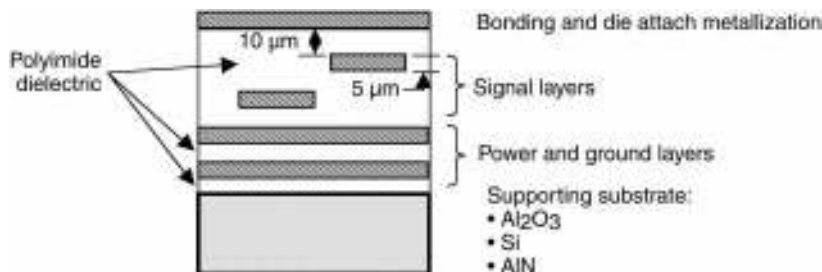 Bonding and die attach metallization
10 μm
Polyimide
dielectric
5 μm
Signal layers
Power and ground layers
Supporting substrate:
• Al2O3
• Si
• AlN